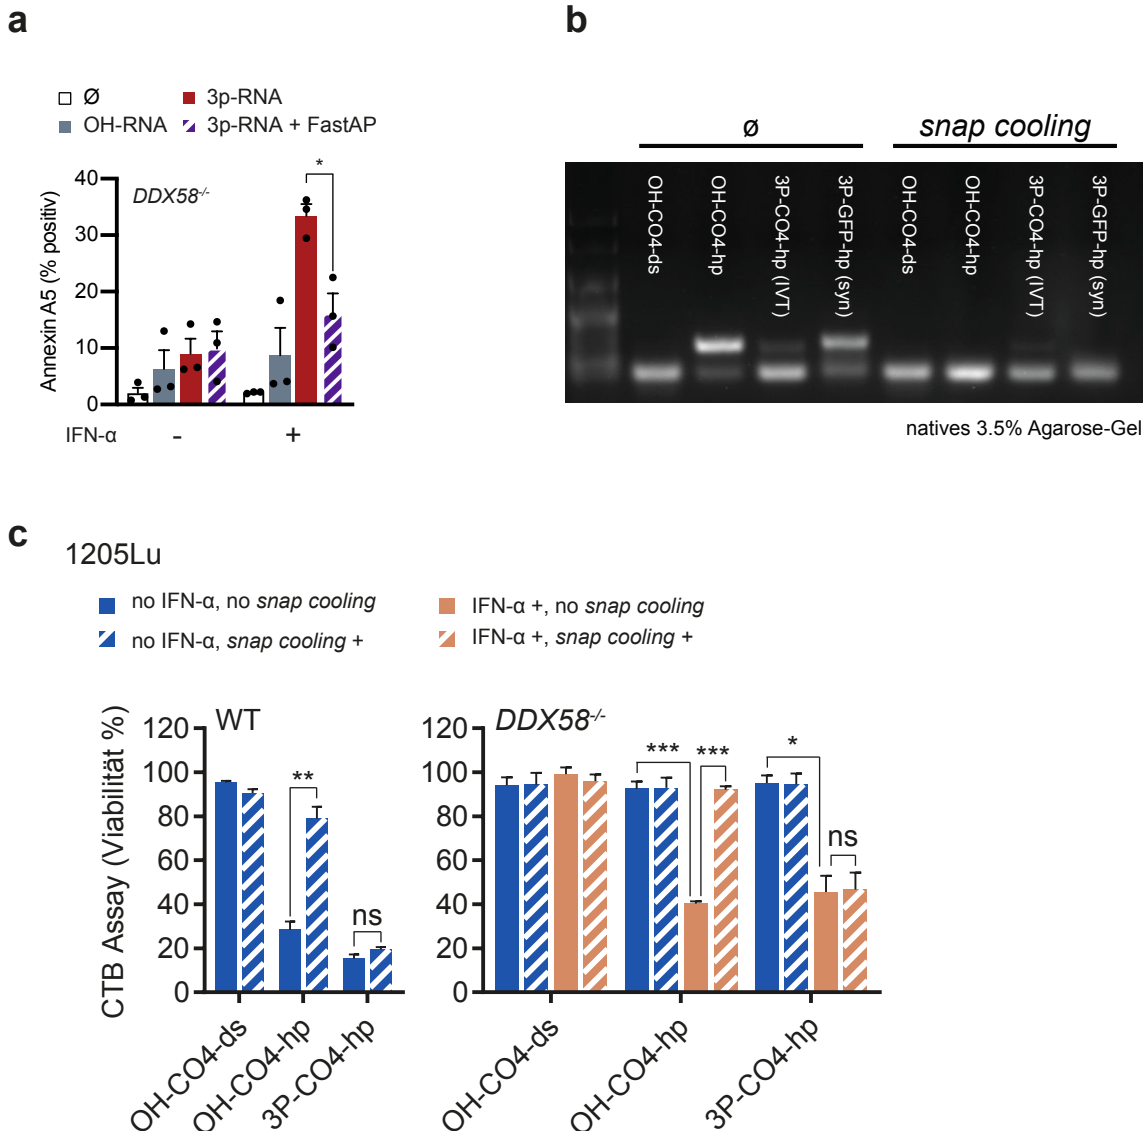 a
b
Ø
3p-RNA
OH-RNA
3p-RNA + FastAP
Annexin A5 (% positiv)
40
30
20
10
0
DDX58-/-
*
IFN-α
-
+
ø
snap cooling
OH-CO4-ds
OH-CO4-hp
3P-CO4-hp (IVT)
3P-GFP-hp (syn)
OH-CO4-ds
OH-CO4-hp
3P-CO4-hp (IVT)
3P-GFP-hp (syn)
natives 3.5% Agarose-Gel
c
1205Lu
no IFN-α, no snap cooling
IFN-α +, no snap cooling
no IFN-α, snap cooling +
IFN-α +, snap cooling +
CTB Assay (Viabilität %)
WT
120
100
80
60
40
20
0
**
ns
OH-CO4-ds
OH-CO4-hp
3P-CO4-hp
DDX58-/-
120
100
80
60
40
20
0
***
***
*
ns
OH-CO4-ds
OH-CO4-hp
3P-CO4-hp